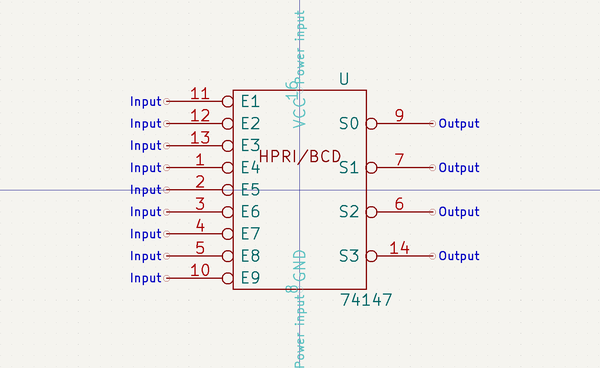 Power input
16
VCC
U
Input 11 E1
Input 12 E2
S0 9 Output
Input 13 E3
HPRI/BCD
Input 1 E4
S1 7 Output
Input 2 E5
Input 3 E6
S2 6 Output
Input 4 E7
Input 5 E8
S3 14 Output
Input 10 E9
GND
8
Power input
74147